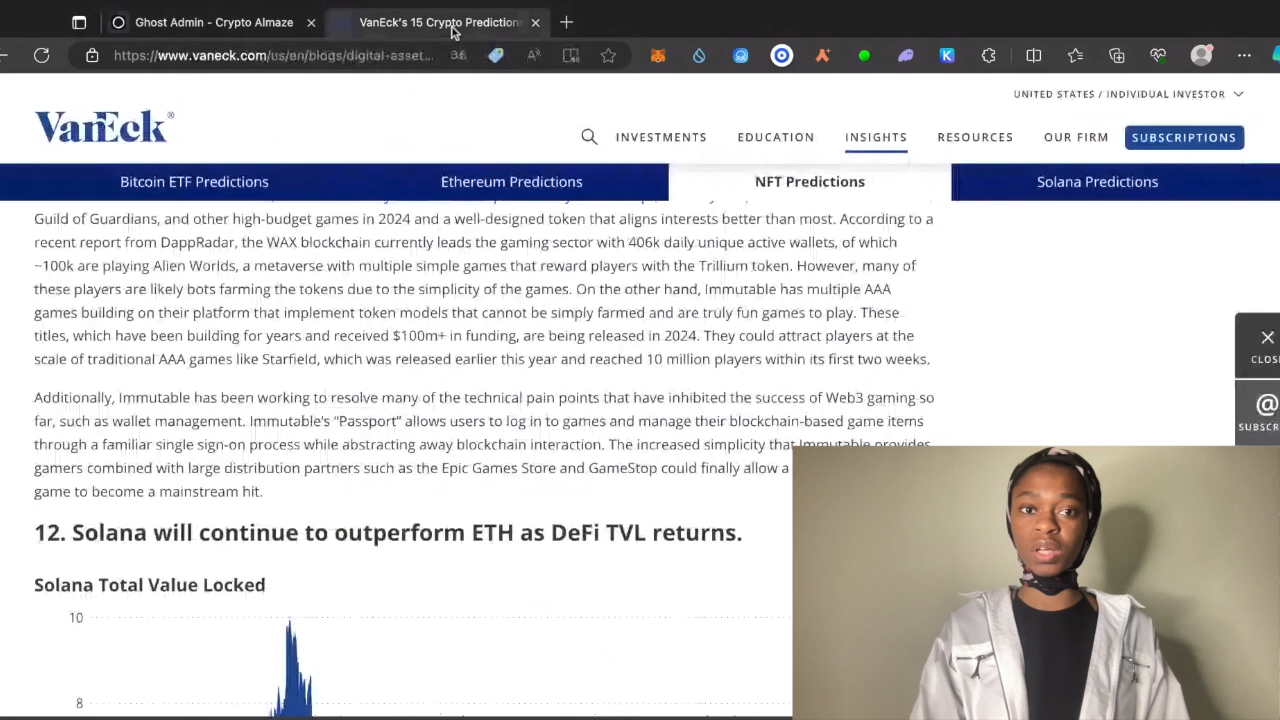 Ghost Admin - Crypto Almaze
VanEck's 15 Crypto Prediction
https://www.vaneck.com/us/en/blogs/digital-asset...
UNITED STATES / INDIVIDUAL INVESTOR
VanEck®
INVESTMENTS EDUCATION INSIGHTS RESOURCES OUR FIRM SUBSCRIPTIONS
Bitcoin ETF Predictions Ethereum Predictions NFT Predictions Solana Predictions
Guild of Guardians, and other high-budget games in 2024 and a well-designed token that aligns interests better than most. According to a
recent report from DappRadar, the WAX blockchain currently leads the gaming sector with 406k daily unique active wallets, of which
~100k are playing Alien Worlds, a metaverse with multiple simple games that reward players with the Trillium token. However, many of
these players are likely bots farming the tokens due to the simplicity of the games. On the other hand, Immutable has multiple AAA
games building on their platform that implement token models that cannot be simply farmed and are truly fun games to play. These
titles, which have been building for years and received $100m+ in funding, are being released in 2024. They could attract players at the
scale of traditional AAA games like Starfield, which was released earlier this year and reached 10 million players within its first two weeks.
CLOS
@
SUBSCR
Additionally, Immutable has been working to resolve many of the technical pain points that have inhibited the success of Web3 gaming so
far, such as wallet management. Immutable's “Passport” allows users to log in to games and manage their blockchain-based game items
through a familiar single sign-on process while abstracting away blockchain interaction. The increased simplicity that Immutable provides
gamers combined with large distribution partners such as the Epic Games Store and GameStop could finally allow a
game to become a mainstream hit.
12. Solana will continue to outperform ETH as DeFi TVL returns.
Solana Total Value Locked
10
8